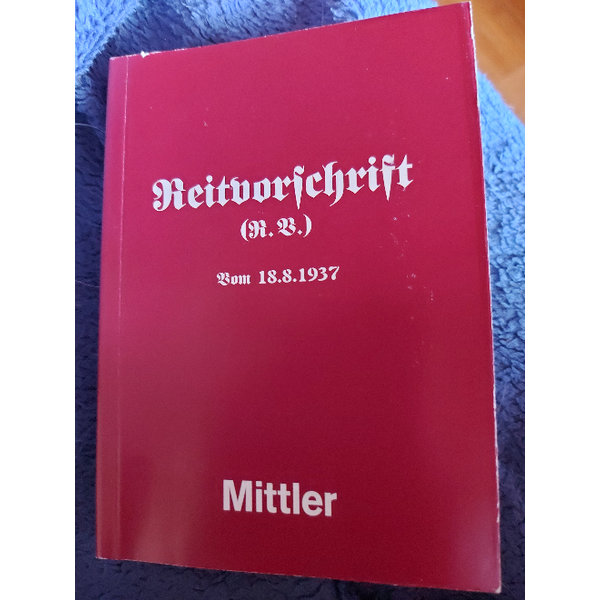 Reitvorſchrift
(R. V.)
Vom 18.8.1937
Mittler